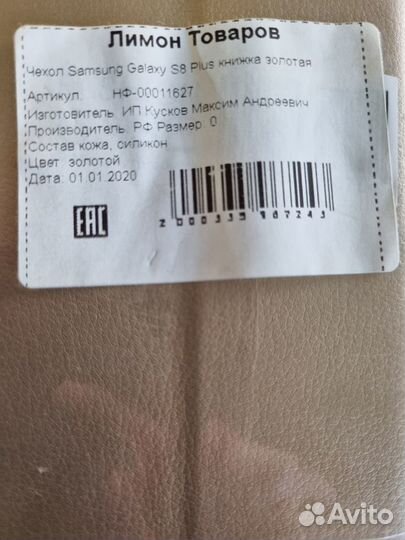 Лимон Товаров
Чехол Samsung Galaxy S8 Plus книжка золотая
Артикул: НФ-00011627
Изготовитель: ИП Кусков Максим Андреевич
Производитель: РФ Размер: 0
Состав кожа, силикон
Цвет: золотой
Дата: 01.01.2020
EAC
Avito